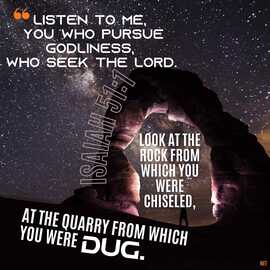 “ LISTEN TO ME,
YOU WHO PURSUE
GODLINESS,
WHO SEEK THE LORD.
ISAIAH 51:1
LOOK AT THE
ROCK FROM
WHICH YOU
WERE
CHISELED,
AT THE QUARRY FROM WHICH
YOU WERE DUG.
NIT